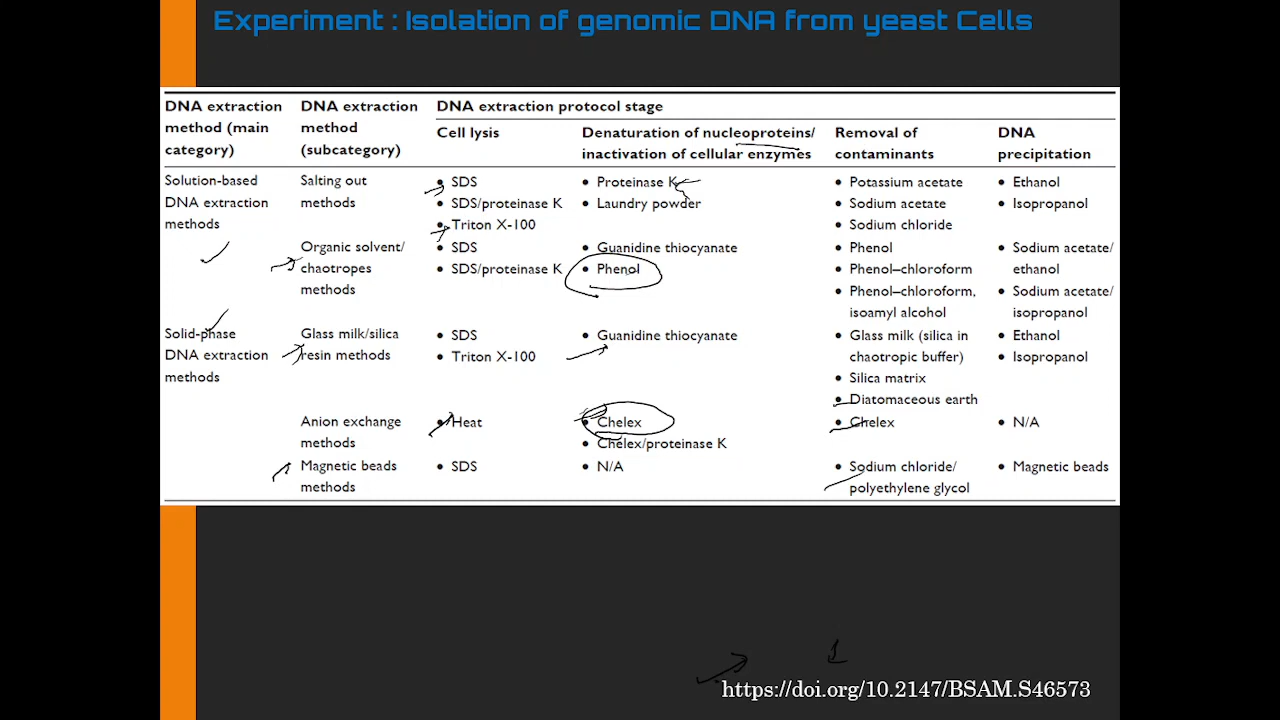 Experiment : Isolation of genomic DNA from yeast Cells
DNA extraction method (main category) DNA extraction method (subcategory) DNA extraction protocol stage
Cell lysis Denaturation of nucleoproteins/ inactivation of cellular enzymes Removal of contaminants DNA precipitation
Solution-based DNA extraction methods
Salting out methods
• SDS
• SDS/proteinase K
• Triton X-100
• Proteinase K
• Laundry powder
• Potassium acetate
• Sodium acetate
• Sodium chloride
• Ethanol
• Isopropanol
Organic solvent/
chaotropes
methods
• SDS
• SDS/proteinase K
• Guanidine thiocyanate
• Phenol
• Phenol
• Phenol–chloroform
• Phenol–chloroform,
isoamyl alcohol
• Sodium acetate/
ethanol
• Sodium acetate/
isopropanol
Solid-phase
DNA extraction
methods
Glass milk/silica
resin methods
• SDS
• Triton X-100
• Guanidine thiocyanate
• Glass milk (silica in
chaotropic buffer)
• Silica matrix
• Diatomaceous earth
• Ethanol
• Isopropanol
Anion exchange
methods
• Heat
• Chelex
• Chelex/proteinase K
• Chelex
• N/A
Magnetic beads
methods
• SDS
• N/A
• Sodium chloride/
polyethylene glycol
• Magnetic beads
https://doi.org/10.2147/BSAM.S46573